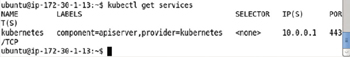 ubuntu@ip-172-30-1-13:~$ kubectl get services
NAME LABELS SELECTOR IP(S) POR
T(S)
kubernetes component=apiserver,provider=kubernetes <none> 10.0.0.1 443
/TCP
ubuntu@ip-172-30-1-13:~$